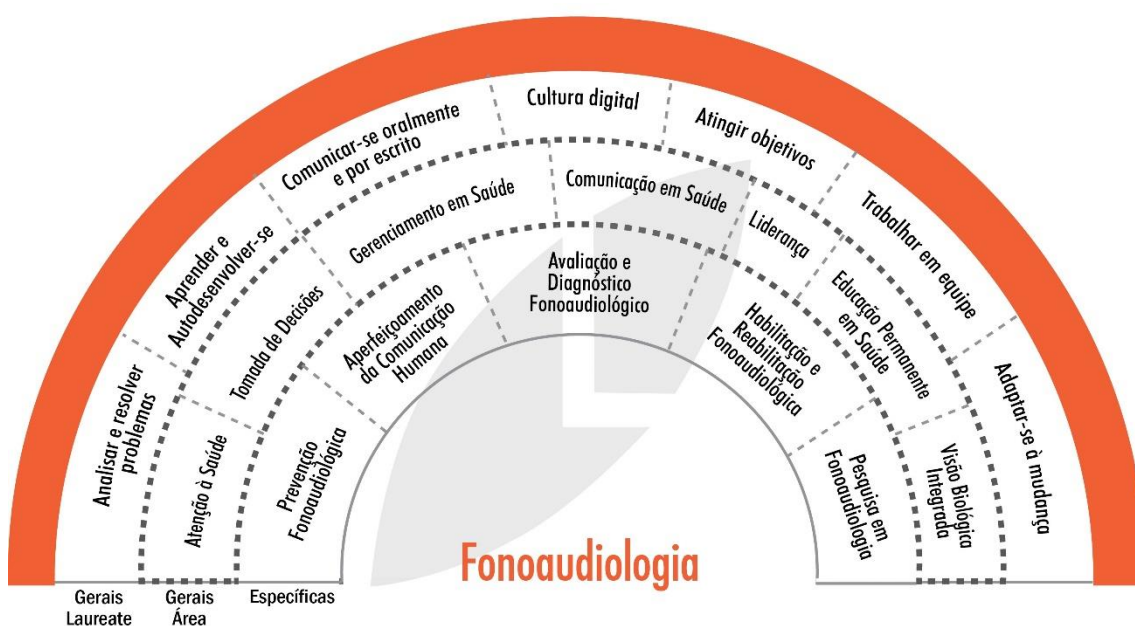 Analisar e resolver
problemas
Aprender e
Autodesenvolver-se
Comunicar-se oralmente
e por escrito
Cultura digital
Atingir objetivos
Trabalhar em equipe
Adaptar-se à mudança
Atenção à Saúde
Tomada de Decisões
Gerenciamento em Saúde
Comunicação em Saúde
Liderança
Educação Permanente
em Saúde
Visão Biológica
Integrada
Prevenção
Fonoaudiológica
Aperfeiçoamento
da Comunicação
Humana
Avaliação e
Diagnóstico
Fonoaudiológico
Habilitação e
Reabilitação
Fonoaudiológica
Pesquisa em
Fonoaudiologia
Fonoaudiologia
Gerais
Laureate
Gerais
Área
Específicas